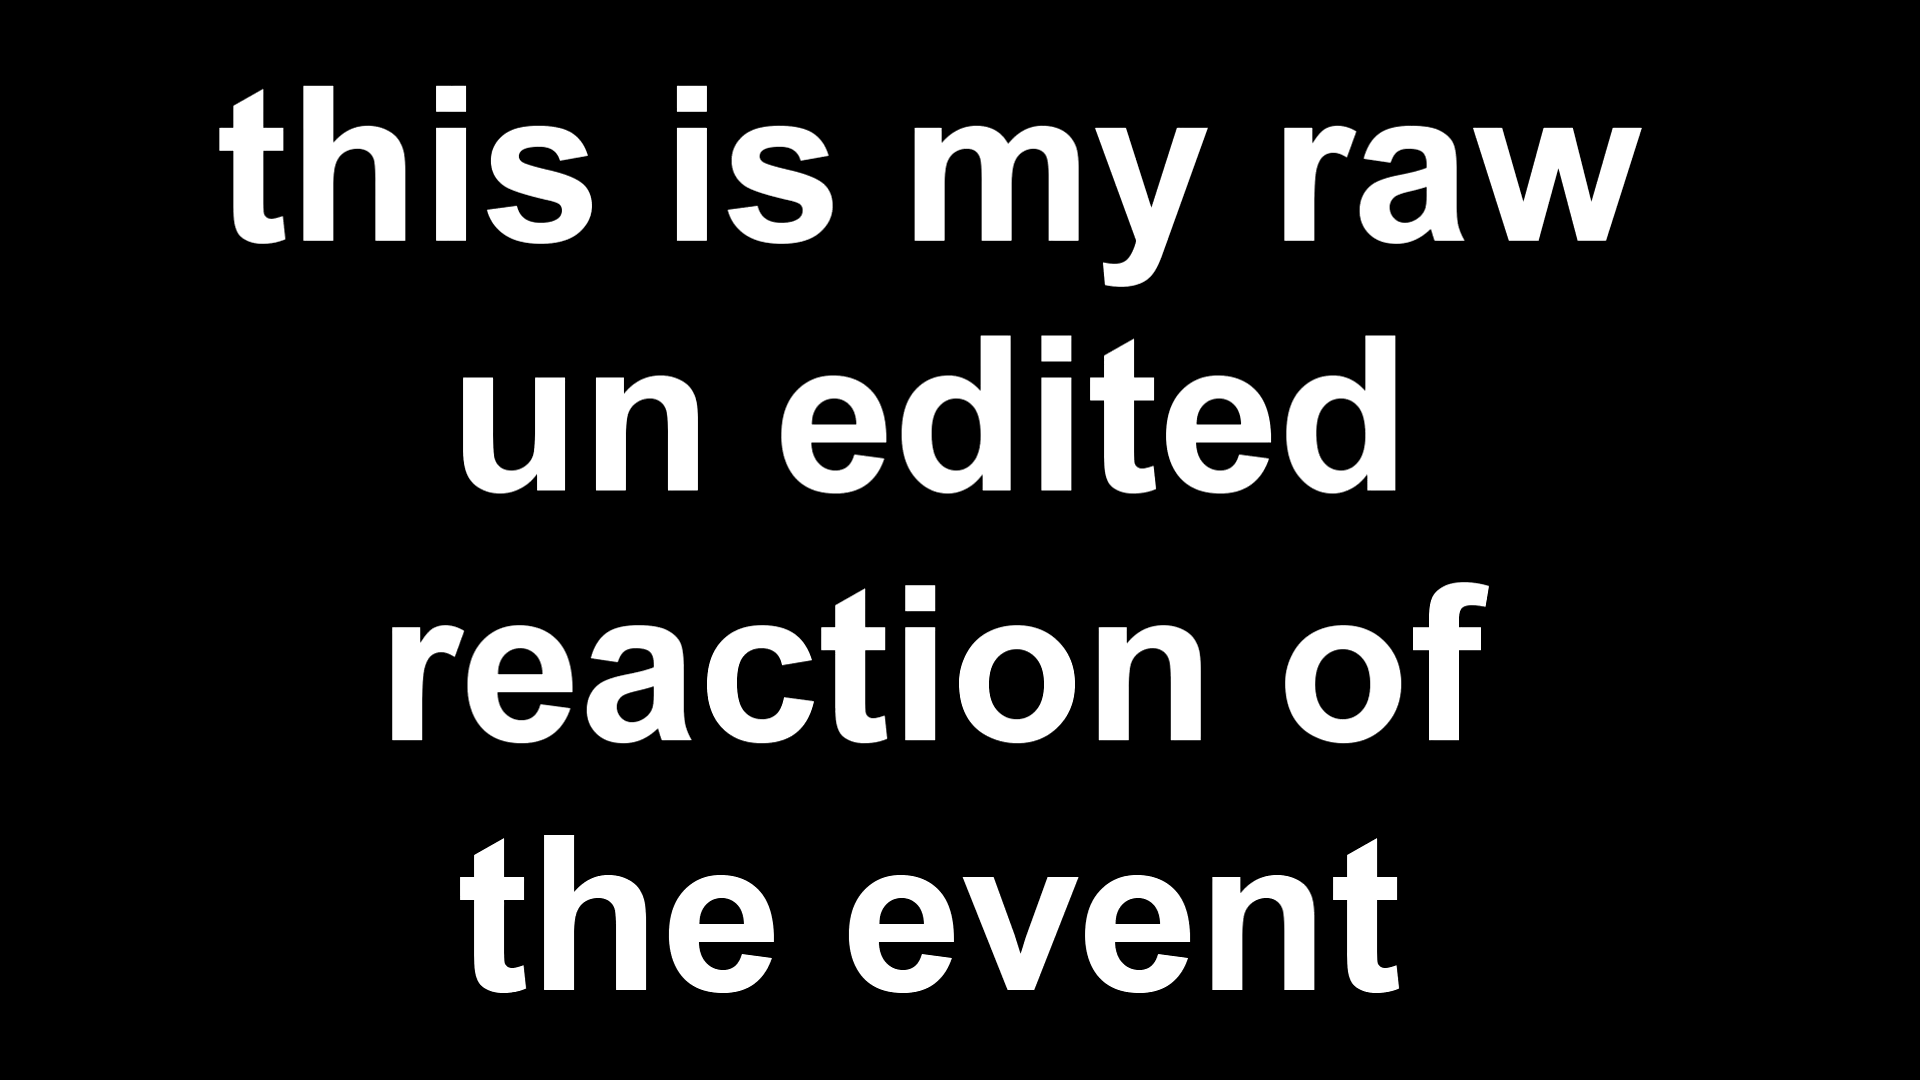 this is my raw
un edited
reaction of
the event